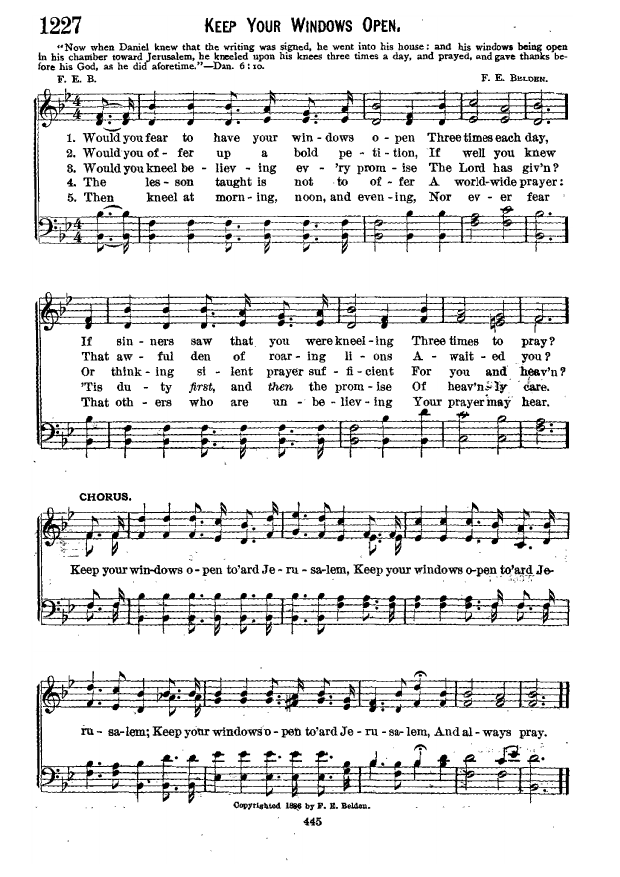 1227 KEEP YOUR WINDOWS OPEN.
"Now when Daniel knew that the writing was signed, he went into his house: and his windows being open
in his chamber toward Jerusalem, he kneeled upon his knees three times a day, and prayed, and gave thanks be-
fore his God, as he did aforetime."—Dan. 6:10.
F. E. B. F. E. BELDEN.
1. Would you fear to have your win - dows o - pen Three times each day,
2. Would you of - fer up a bold pe - ti - tion, If well you knew
3. Would you kneel be - liev - ing ev - 'ry prom - ise The Lord has giv'n?
4. The les - son taught is not to of - fer A world-wide prayer:
5. Then kneel at morn - ing, noon, and even - ing, Nor ev - er fear
If sin - ners saw that you were kneel - ing Three times to pray?
That aw - ful den of roar - ing li - ons A - wait - ed you?
Or think - ing si - lent prayer suf - fi - cient For you and heav'n?
'Tis du - ty first, and then the prom - ise Of heav'n - ly care.
That oth - ers who are un - be - liev - ing Your prayer may hear.
CHORUS.
Keep your win-dows o - pen to'ard Je - ru - sa-lem, Keep your windows o-pen to'ard Je-
ru - sa-lem; Keep your windows o - pen to'ard Je - ru - sa-lem, And al - ways pray.
Copyrighted 1886 by F. E. Belden.
445